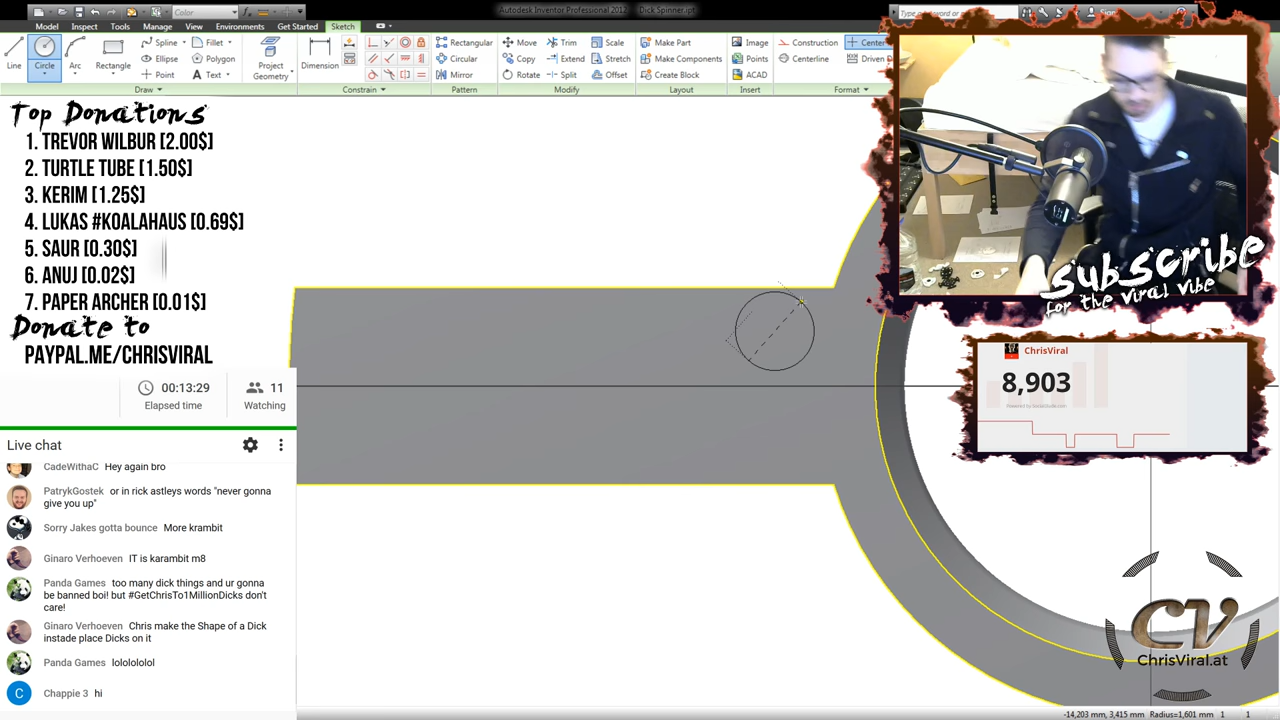 Color
Autodesk Inventor Professional 2012
Dick Spinner.ipt
Type a keyword or phrase
Model
Inspect
Tools
Manage
View
Environments
Get Started
Sketch
Line
Circle
Arc
Rectangle
Spline
Ellipse
Point
Fillet
Polygon
Text
Project
Geometry
Dimension
Rectangular
Circular
Mirror
Move
Copy
Rotate
Trim
Extend
Split
Scale
Stretch
Offset
Make Part
Make Components
Create Block
Image
Points
ACAD
Construction
Centerline
Center
Driven D
Draw
Constrain
Pattern
Modify
Layout
Insert
Format
Top Donations
1. TREVOR WILBUR [2.00$]
2. TURTLE TUBE [1.50$]
3. KERIM [1.25$]
4. LUKAS #KOALAHAUS [0.69$]
5. SAUR [0.30$]
6. ANUJ [0.02$]
7. PAPER ARCHER [0.01$]
Donate to
PAYPAL.ME/CHRISVIRAL
00:13:29
Elapsed time
11
Watching
Live chat
CadeWithaC Hey again bro
PatrykGostek or in rick astleys words "never gonna
give you up"
Sorry Jakes gotta bounce More krambit
Ginaro Verhoeven IT is karambit m8
Panda Games too many dick things and ur gonna
be banned boi! but #GetChrisTo1MillionDicks don't
care!
Ginaro Verhoeven Chris make the Shape of a Dick
instade place Dicks on it
Panda Games lolololololol
C Chappie 3 hi
subscribe
for the viral vibe
ChrisViral
8,903
CV
ChrisViral.at
-14,203 mm, 3,415 mm Radius=1,601 mm 1 1